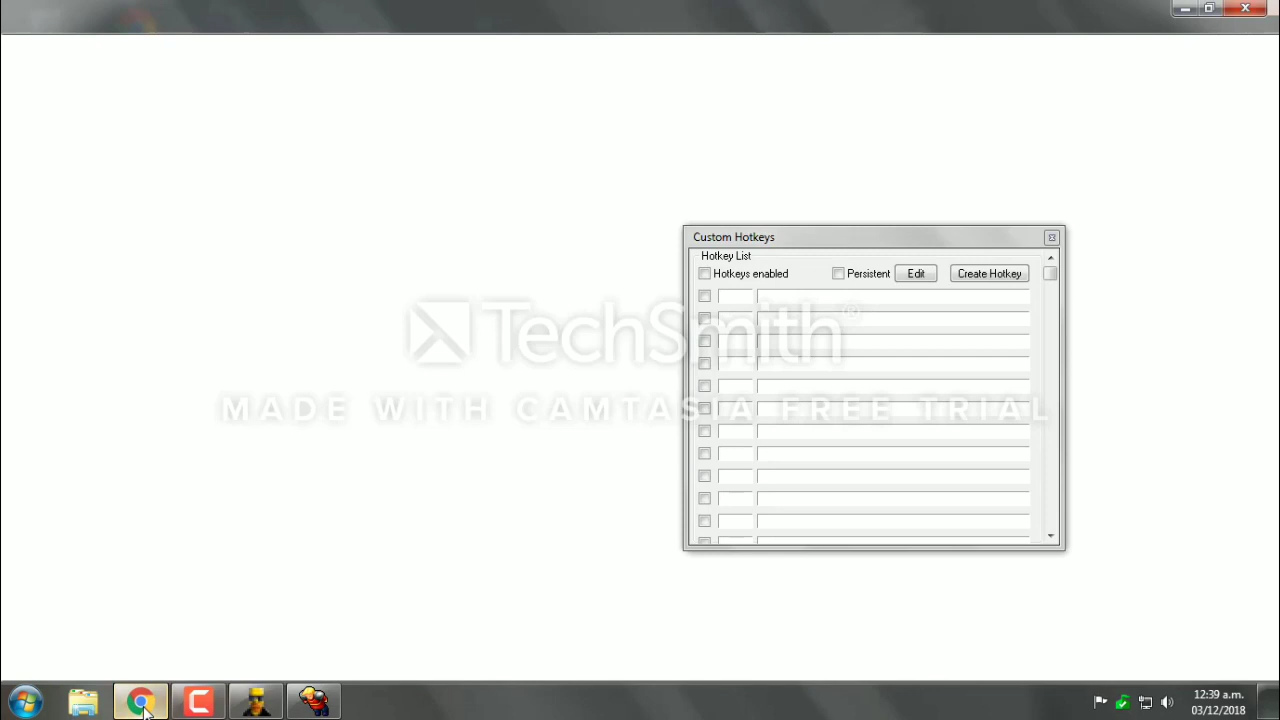 Custom Hotkeys
Hotkey List
Hotkeys enabled
Persistent
Edit
Create Hotkey
TechSmith®
MADE WITH CAMTASIA FREE TRIAL
12:39 a.m.
03/12/2018